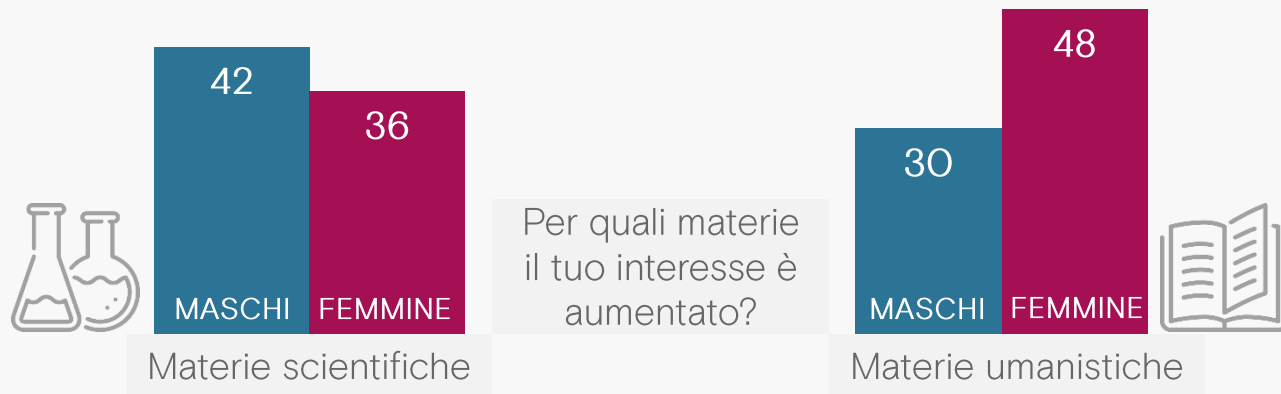 42
36
MASCHI
FEMMINE
Materie scientifiche
Per quali materie
il tuo interesse è
aumentato?
30
48
MASCHI
FEMMINE
Materie umanistiche